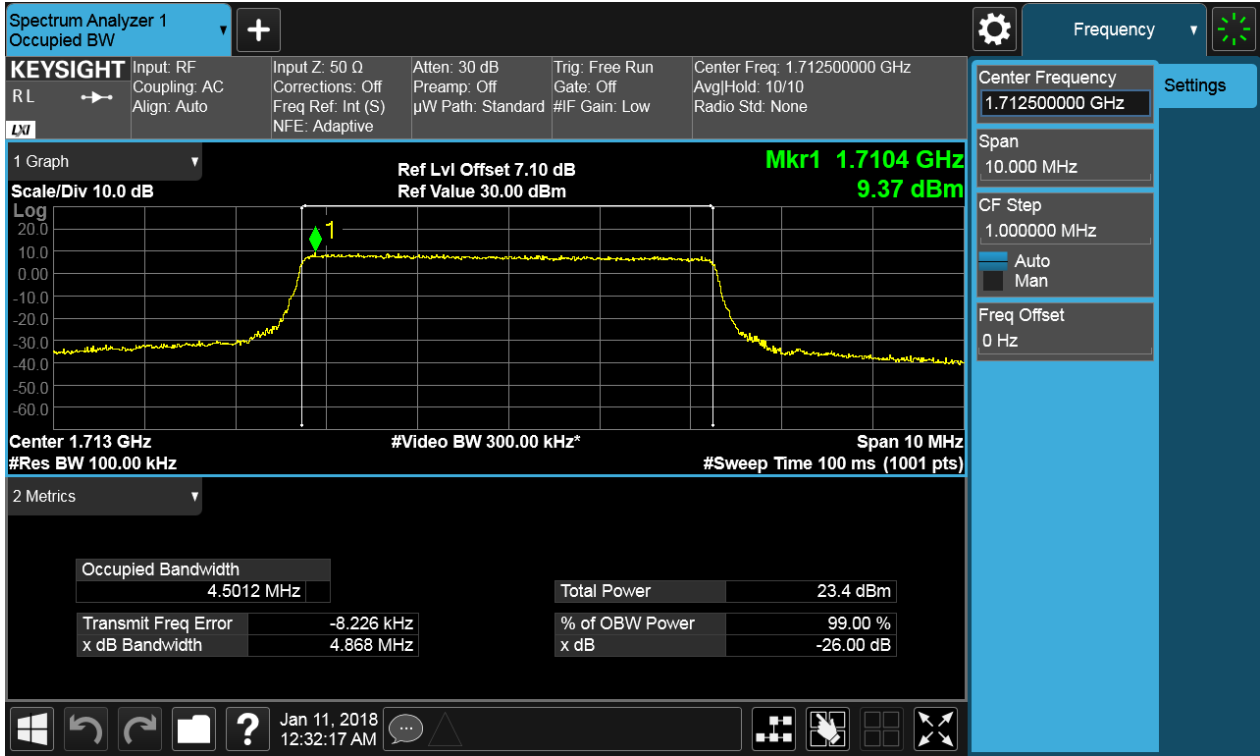 Spectrum Analyzer 1
Occupied BW
+
Frequency
KEYSIGHT
R L
LXI
Input: RF
Coupling: AC
Align: Auto
Input Z: 50 Ω
Corrections: Off
Freq Ref: Int (S)
NFE: Adaptive
Atten: 30 dB
Preamp: Off
µW Path: Standard
Trig: Free Run
Gate: Off
#IF Gain: Low
Center Freq: 1.712500000 GHz
Avg|Hold: 10/10
Radio Std: None
Center Frequency
1.712500000 GHz
Settings
Span
10.000 MHz
CF Step
1.000000 MHz
Auto
Man
Freq Offset
0 Hz
1 Graph
Scale/Div 10.0 dB
Ref Lvl Offset 7.10 dB
Ref Value 30.00 dBm
Mkr1 1.7104 GHz
9.37 dBm
Log
20.0
10.0
0.00
-10.0
-20.0
-30.0
-40.0
-50.0
-60.0
1
Center 1.713 GHz
#Res BW 100.00 kHz
#Video BW 300.00 kHz*
Span 10 MHz
#Sweep Time 100 ms (1001 pts)
2 Metrics
Occupied Bandwidth
4.5012 MHz
Transmit Freq Error -8.226 kHz
x dB Bandwidth 4.868 MHz
Total Power 23.4 dBm
% of OBW Power 99.00 %
x dB -26.00 dB
?
Jan 11, 2018
12:32:17 AM